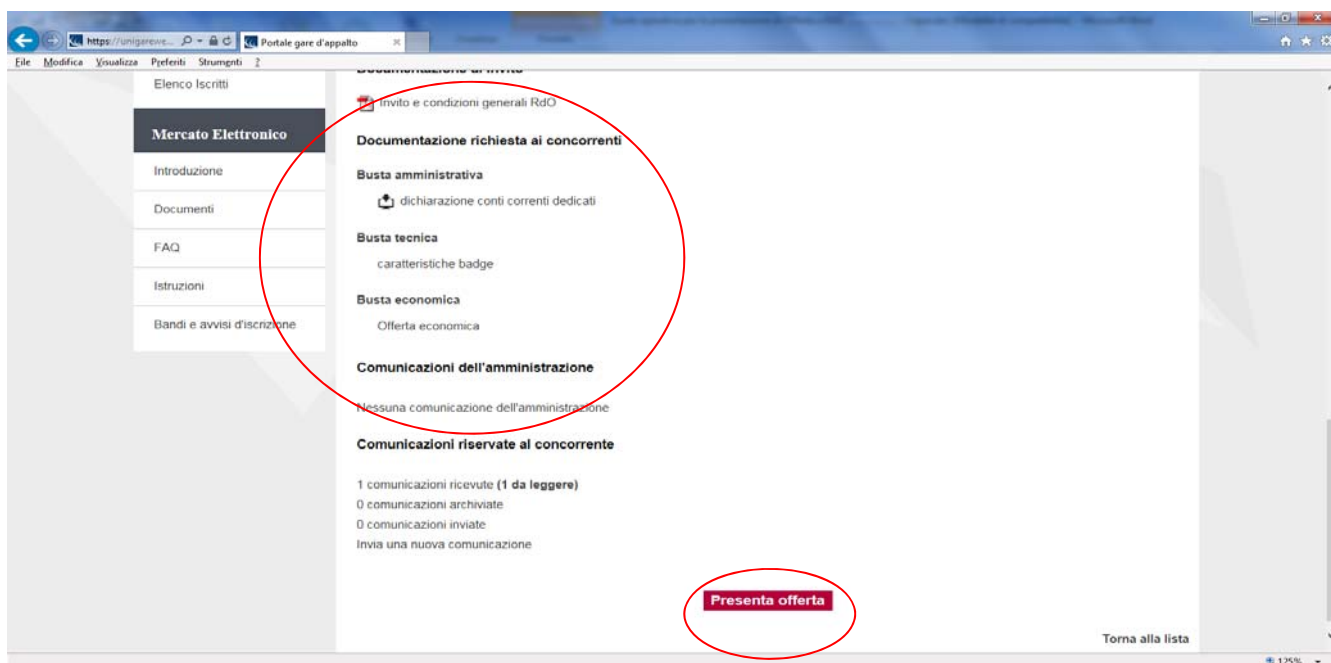 https://unigarewe...
Portale gare d'appalto
File Modifica Visualizza Preferiti Strumenti ?
Elenco Iscritti
Mercato Elettronico
Introduzione
Documenti
FAQ
Istruzioni
Bandi e avvisi d'iscrizione
Documentazione di invito
Invito e condizioni generali RdO
Documentazione richiesta ai concorrenti
Busta amministrativa
dichiarazione conti correnti dedicati
Busta tecnica
caratteristiche badge
Busta economica
Offerta economica
Comunicazioni dell'amministrazione
Nessuna comunicazione dell'amministrazione
Comunicazioni riservate al concorrente
1 comunicazioni ricevute (1 da leggere)
0 comunicazioni archiviate
0 comunicazioni inviate
Invia una nuova comunicazione
Presenta offerta
Torna alla lista
125%